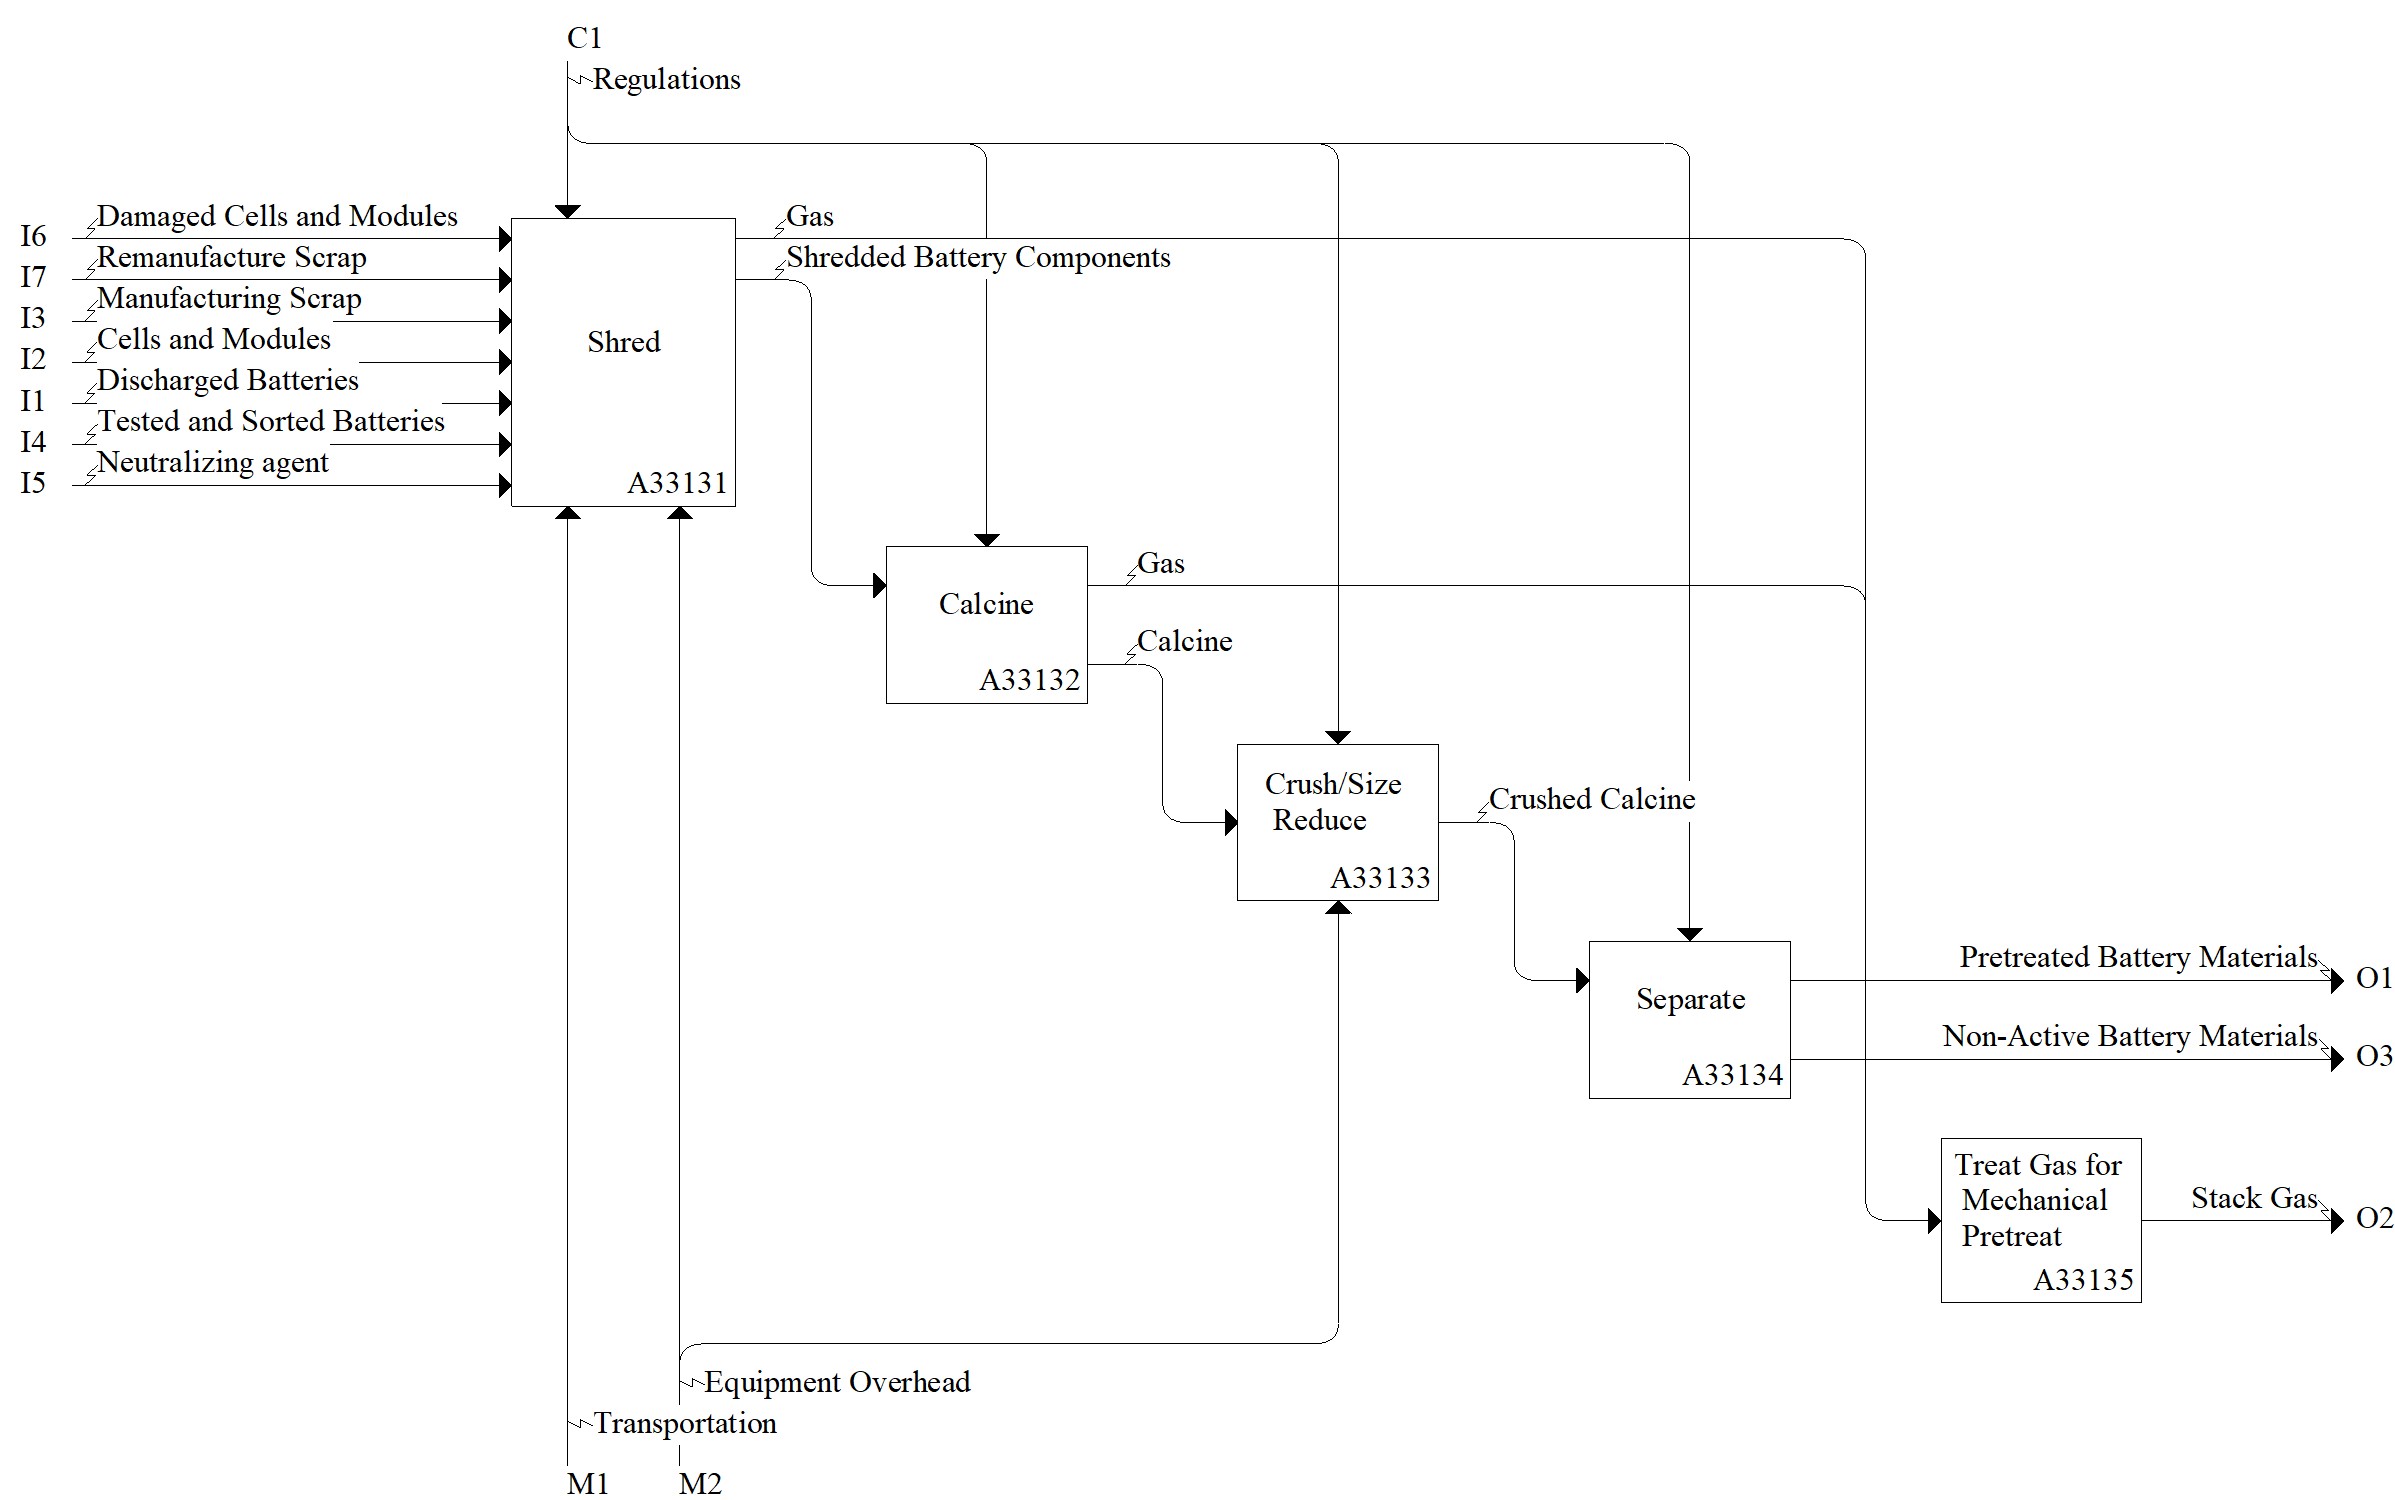 C1
Regulations
I6
Damaged Cells and Modules
I7
Remanufacture Scrap
I3
Manufacturing Scrap
I2
Cells and Modules
I1
Discharged Batteries
I4
Tested and Sorted Batteries
I5
Neutralizing agent
Shred
A33131
Gas
Shredded Battery Components
Calcine
A33132
Gas
Calcine
Crush/Size
Reduce
A33133
Crushed Calcine
Separate
A33134
Pretreated Battery Materials
O1
Non-Active Battery Materials
O3
Treat Gas for
Mechanical
Pretreat
A33135
Stack Gas
O2
Equipment Overhead
Transportation
M1
M2